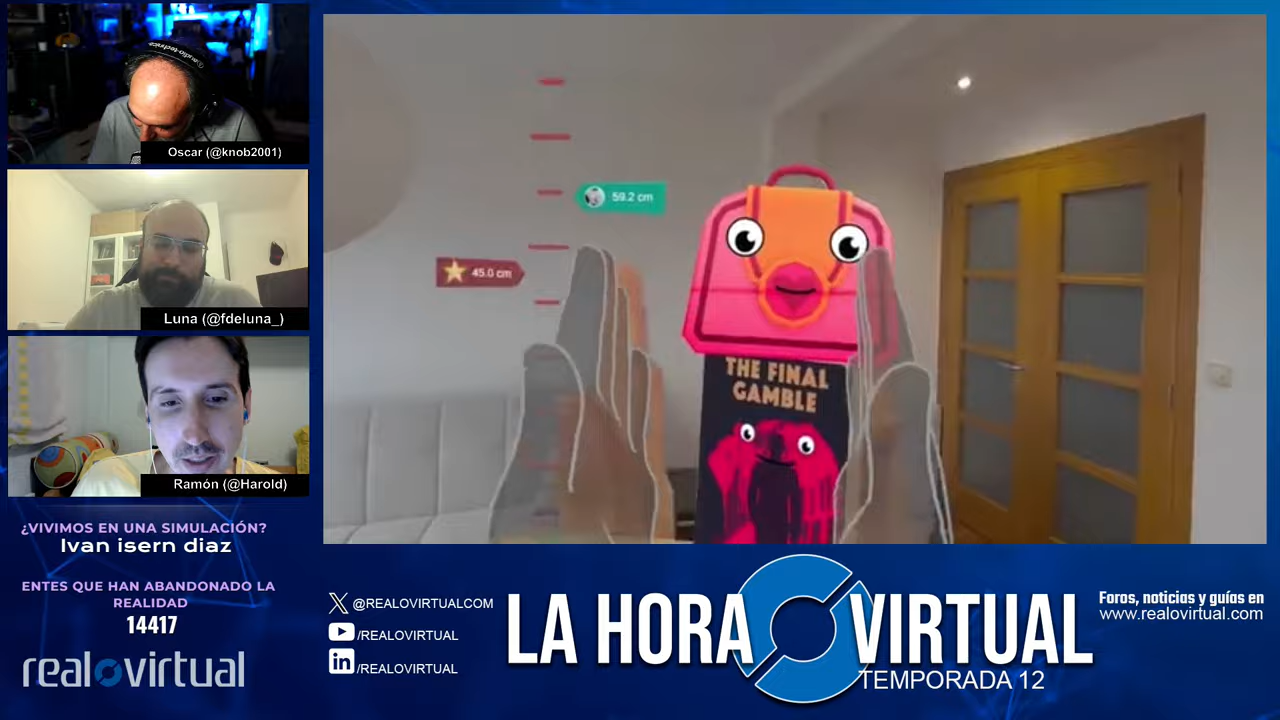 audio-technica
Oscar (@knob2001)
Luna (@fdeluna_)
Ramón (@Harold)
¿VIVIMOS EN UNA SIMULACIÓN?
Ivan isern diaz
ENTES QUE HAN ABANDONADO LA
REALIDAD
14417
realovirtual
59.2 cm
45.0 cm
THE FINAL
GAMBLE
@REALOVIRTUALCOM
/REALOVIRTUAL
/REALOVIRTUAL
LA HORA VIRTUAL
TEMPORADA 12
Foros, noticias y guías en
www.realovirtual.com